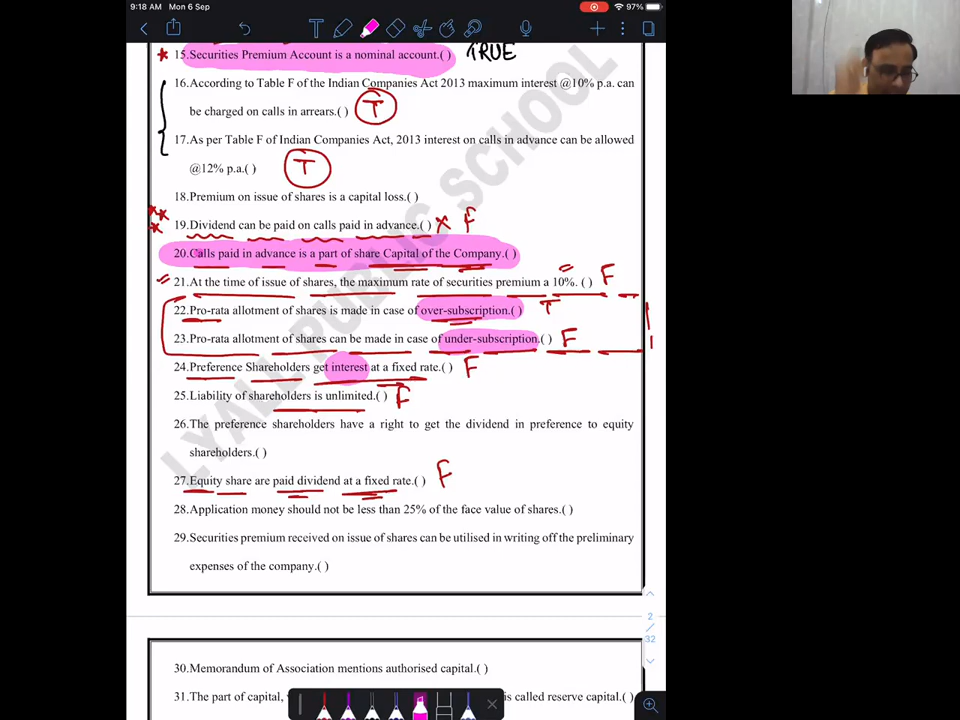 9:18 AM Mon 6 Sep
97%
15.Securities Premium Account is a nominal account.( ) TRUE
16.According to Table F of the Indian Companies Act 2013 maximum interest @10% p.a. can
be charged on calls in arrears.( ) T
17.As per Table F of Indian Companies Act, 2013 interest on calls in advance can be allowed
@12% p.a.( ) T
18.Premium on issue of shares is a capital loss.( )
19.Dividend can be paid on calls paid in advance.( ) × F
20.Calls paid in advance is a part of share Capital of the Company.( )
21.At the time of issue of shares, the maximum rate of securities premium a 10%. ( ) F
22.Pro-rata allotment of shares is made in case of over-subscription.( ) T
23.Pro-rata allotment of shares can be made in case of under-subscription.( ) F
24.Preference Shareholders get interest at a fixed rate.( ) F
25.Liability of shareholders is unlimited.( ) F
26.The preference shareholders have a right to get the dividend in preference to equity
shareholders.( )
27.Equity share are paid dividend at a fixed rate.( ) F
28.Application money should not be less than 25% of the face value of shares.( )
29.Securities premium received on issue of shares can be utilised in writing off the preliminary
expenses of the company.( )
LYALL PUBLIC SCHOOL
2
/
32
30.Memorandum of Association mentions authorised capital.( )
31.The part of capital, is called reserve capital.( )